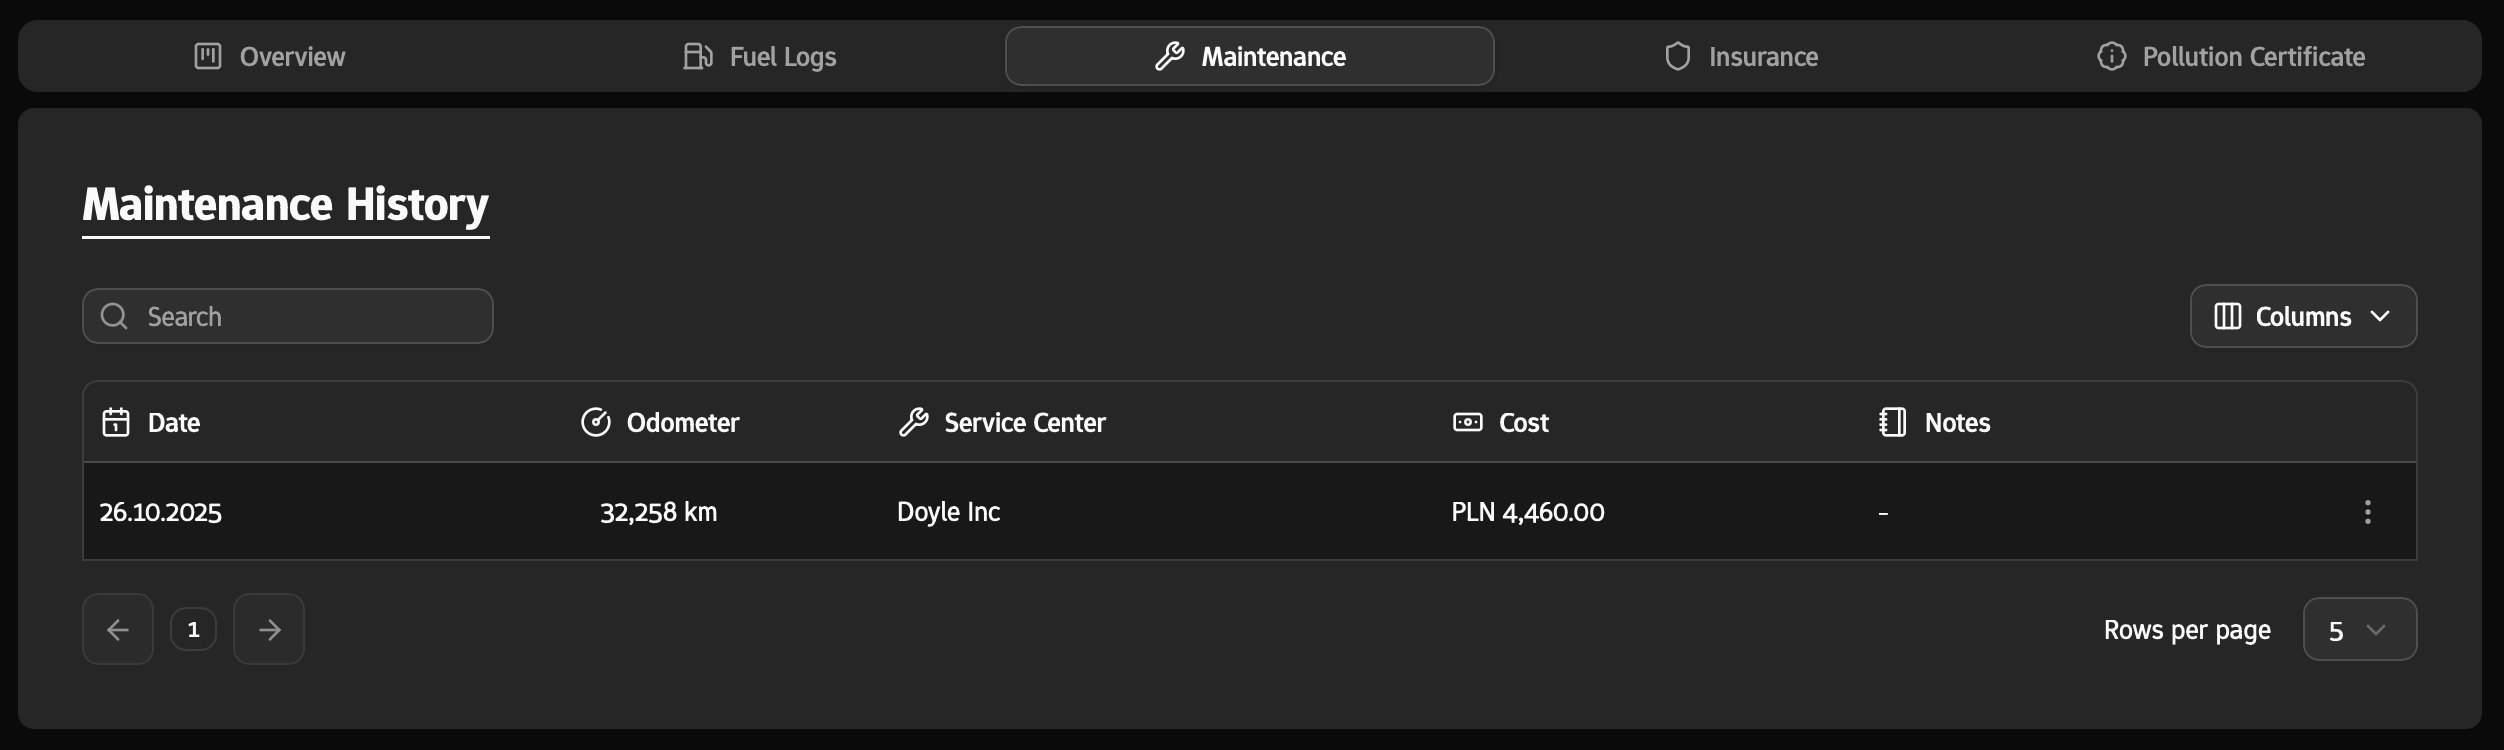 Overview Fuel Logs Maintenance Insurance Pollution Certificate
Maintenance History
Search Columns
Date Odometer Service Center Cost Notes
26.10.2025 32,258 km Doyle Inc PLN 4,460.00 –
1 Rows per page 5